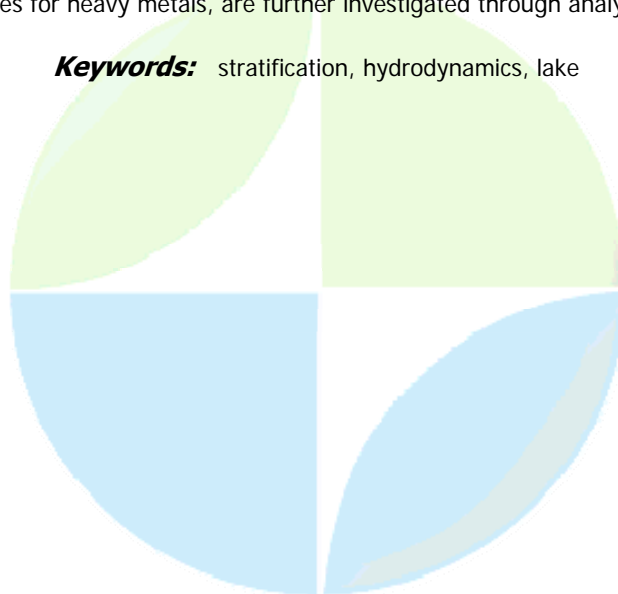 es for heavy metals, are further investigated through analy
Keywords: stratification, hydrodynamics, lake